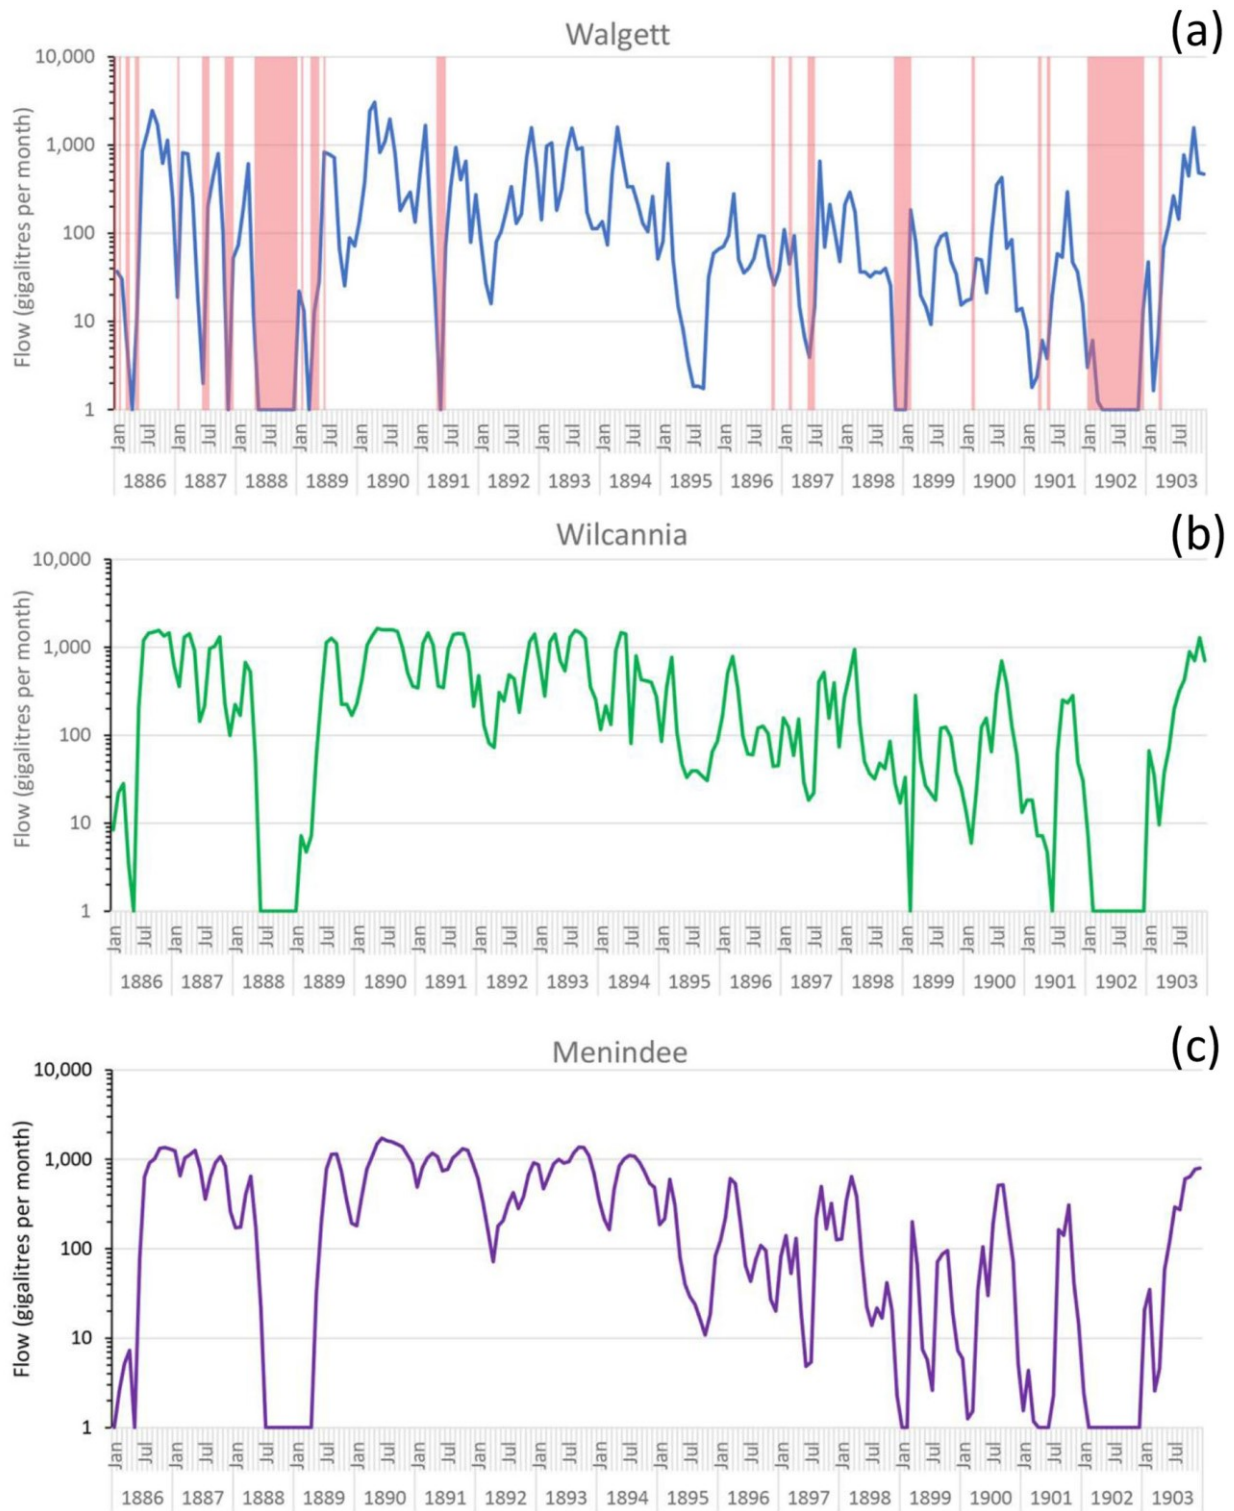 (a)
Walgett
Flow (gigalitres per month)
10,000
1,000
100
10
1
Jan Jul Jan Jul Jan Jul Jan Jul Jan Jul Jan Jul Jan Jul Jan Jul Jan Jul Jan Jul Jan Jul Jan Jul Jan Jul Jan Jul Jan Jul Jan Jul Jan Jul Jan Jul
1886 1887 1888 1889 1890 1891 1892 1893 1894 1895 1896 1897 1898 1899 1900 1901 1902 1903
(b)
Wilcannia
Flow (gigalitres per month)
10,000
1,000
100
10
1
Jan Jul Jan Jul Jan Jul Jan Jul Jan Jul Jan Jul Jan Jul Jan Jul Jan Jul Jan Jul Jan Jul Jan Jul Jan Jul Jan Jul Jan Jul Jan Jul Jan Jul Jan Jul
1886 1887 1888 1889 1890 1891 1892 1893 1894 1895 1896 1897 1898 1899 1900 1901 1902 1903
(c)
Menindee
Flow (gigalitres per month)
10,000
1,000
100
10
1
Jan Jul Jan Jul Jan Jul Jan Jul Jan Jul Jan Jul Jan Jul Jan Jul Jan Jul Jan Jul Jan Jul Jan Jul Jan Jul Jan Jul Jan Jul Jan Jul Jan Jul Jan Jul
1886 1887 1888 1889 1890 1891 1892 1893 1894 1895 1896 1897 1898 1899 1900 1901 1902 1903